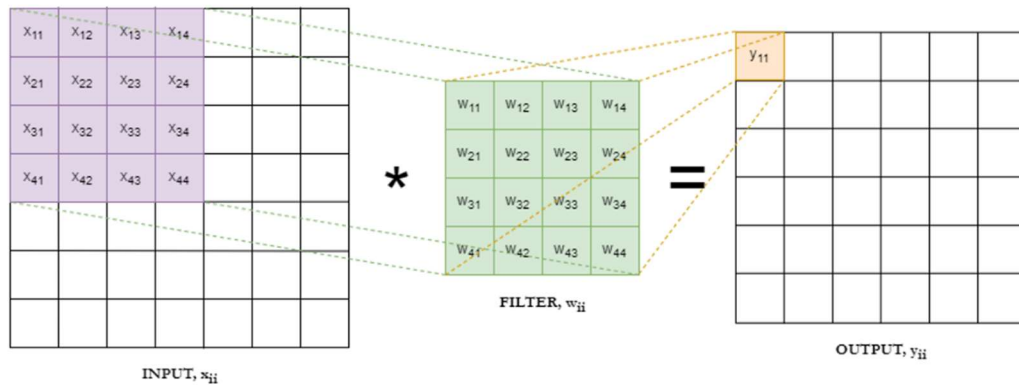 x11 x12 x13 x14
x21 x22 x23 x24
x31 x32 x33 x34
x41 x42 x43 x44
INPUT, xii
*
w11 w12 w13 w14
w21 w22 w23 w24
w31 w32 w33 w34
w41 w42 w43 w44
FILTER, wii
=
y11
OUTPUT, yii